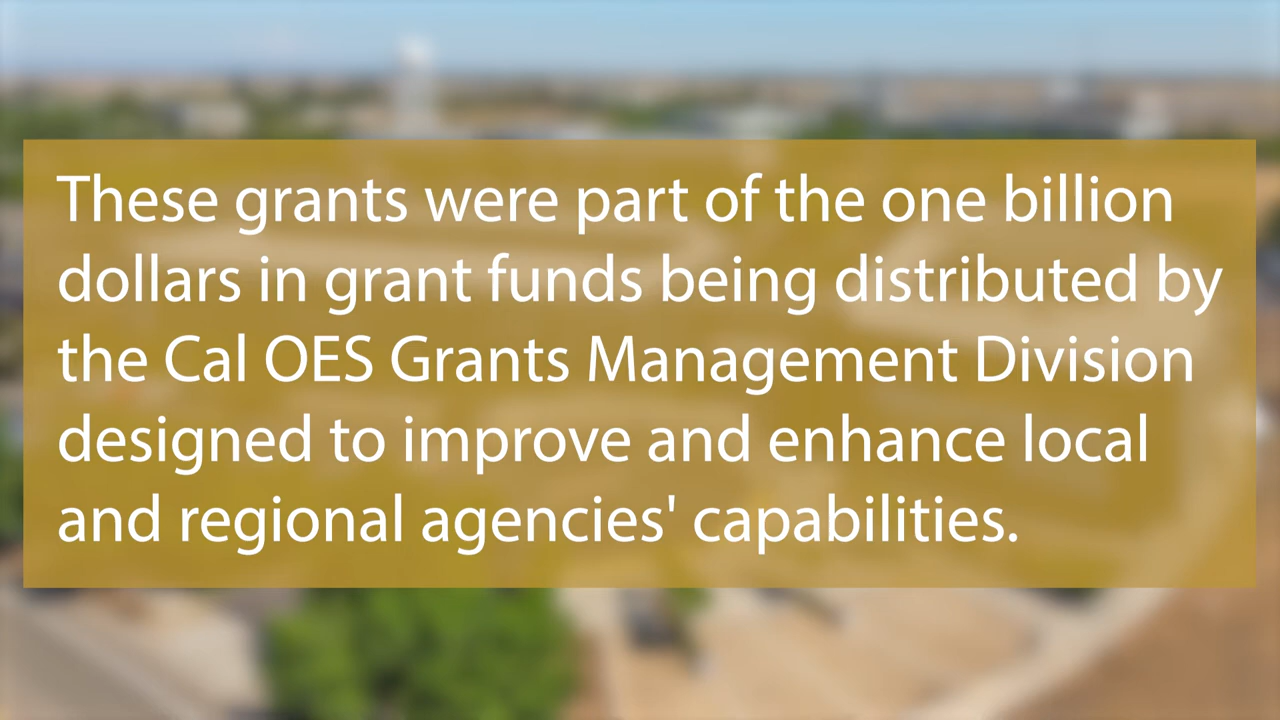 These grants were part of the one billion
dollars in grant funds being distributed by
the Cal OES Grants Management Division
designed to improve and enhance local
and regional agencies' capabilities.